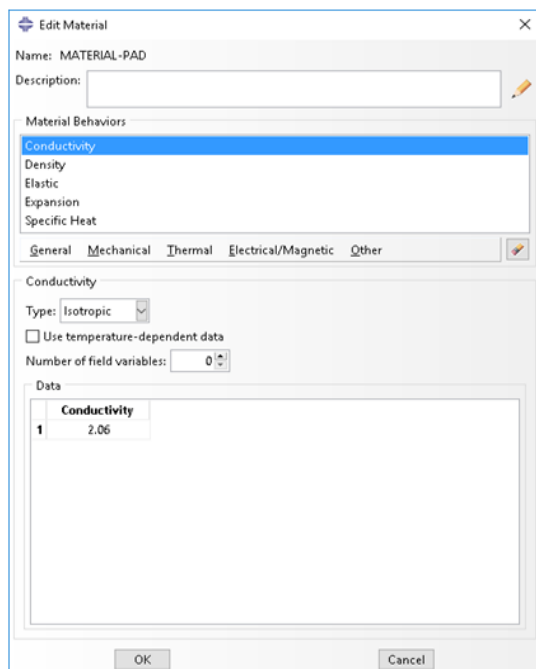 Edit Material
Name: MATERIAL-PAD
Description:
Material Behaviors
Conductivity
Density
Elastic
Expansion
Specific Heat
General Mechanical Thermal Electrical/Magnetic Other
Conductivity
Type: Isotropic
Use temperature-dependent data
Number of field variables: 0
Data
Conductivity
1 2.06
OK Cancel